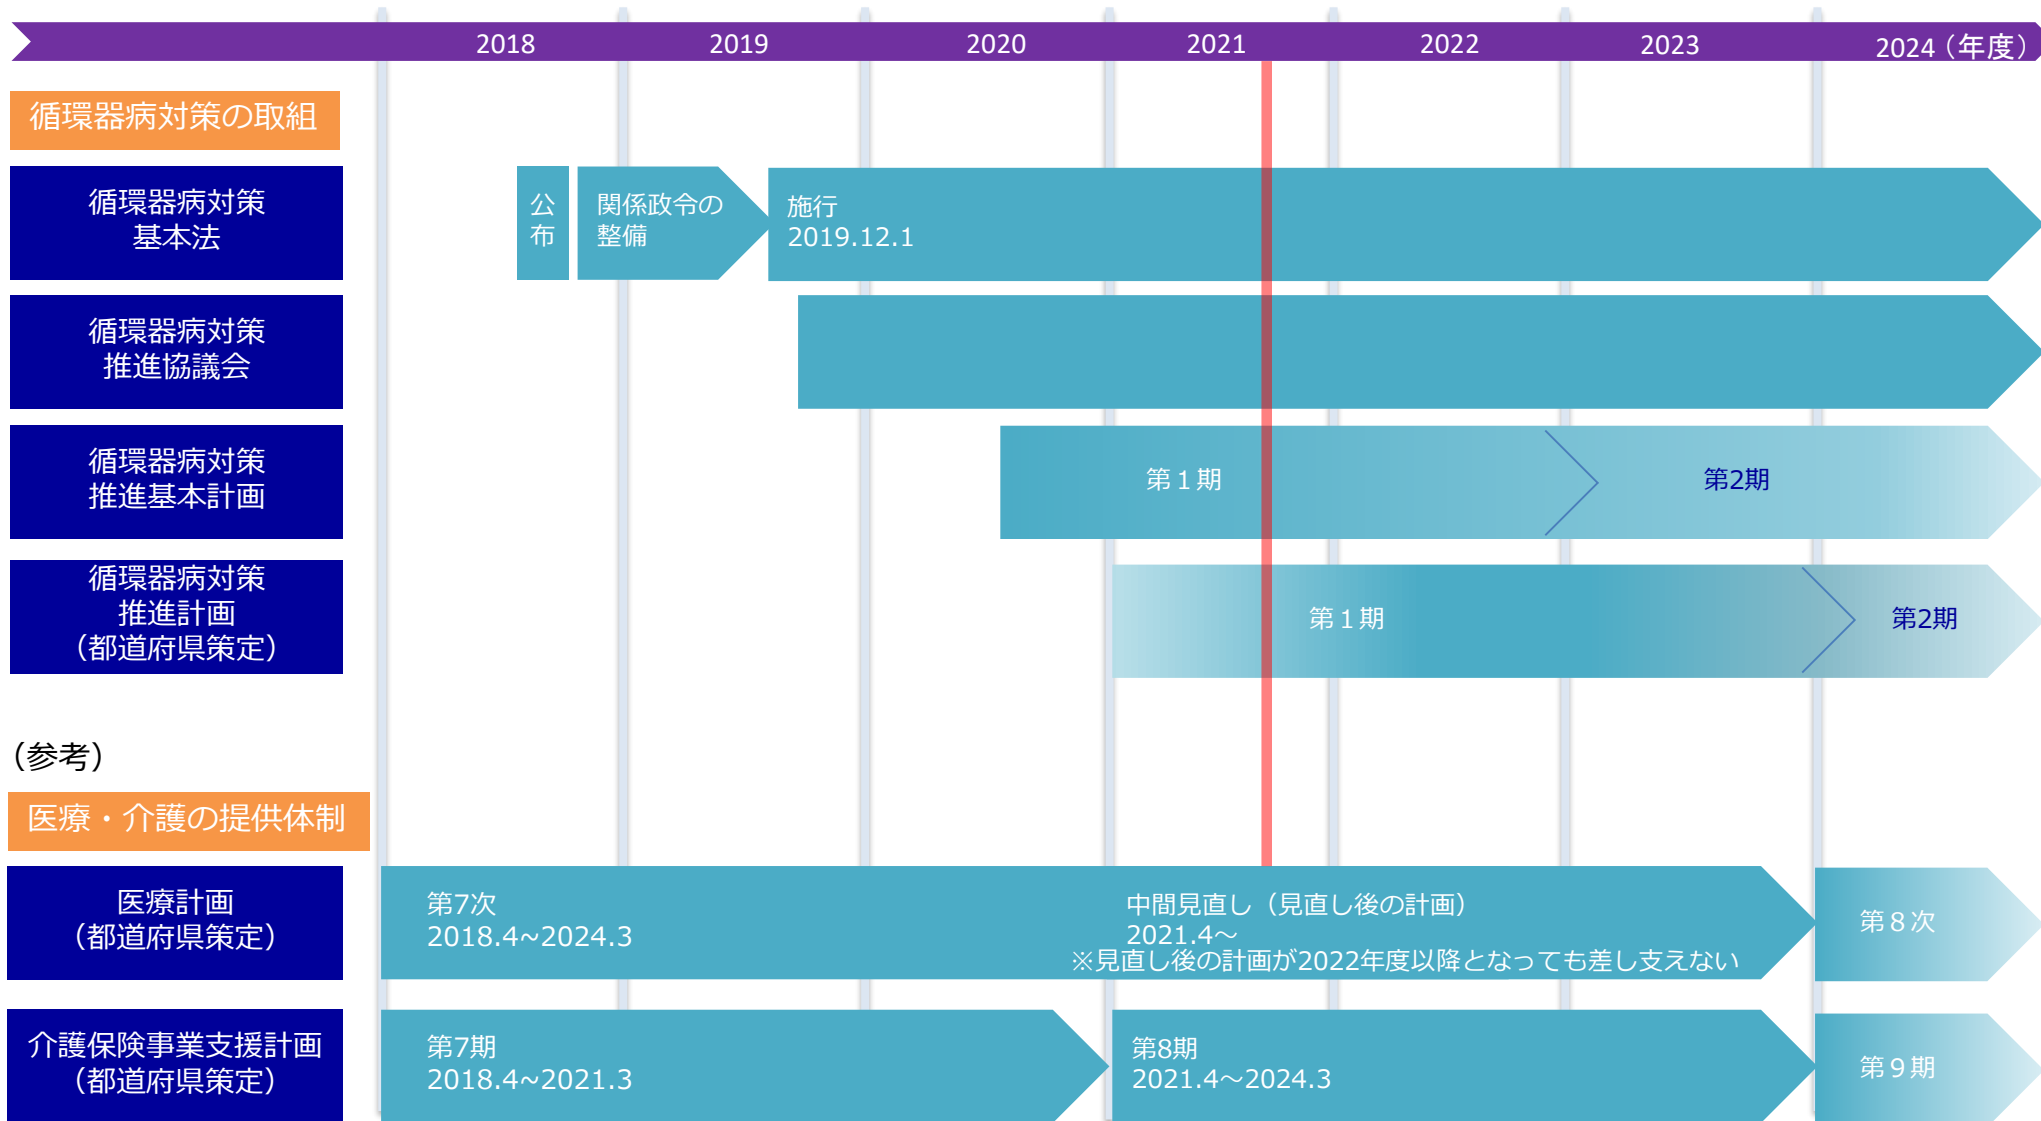 2018 2019 2020 2021 2022 2023 2024（年度）
循環器病対策の取組
循環器病対策
基本法
公
布
関係政令の
整備
施行
2019.12.1
循環器病対策
推進協議会
循環器病対策
推進基本計画
第１期
第2期
循環器病対策
推進計画
（都道府県策定）
第１期
第2期
（参考）
医療・介護の提供体制
医療計画
（都道府県策定）
第7次
2018.4~2024.3
中間見直し（見直し後の計画）
2021.4～
※見直し後の計画が2022年度以降となっても差し支えない
第８次
介護保険事業支援計画
（都道府県策定）
第7期
2018.4~2021.3
第8期
2021.4～2024.3
第９期